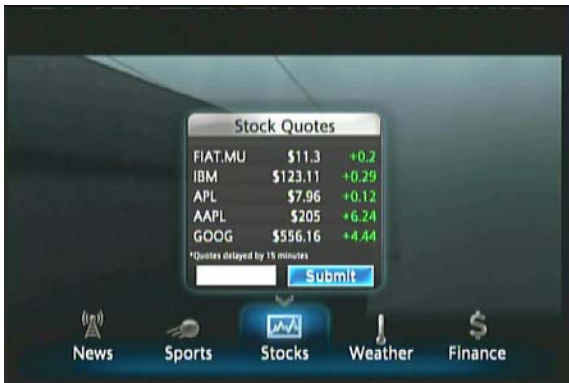 Stock Quotes
FIAT.MU $11.3 +0.2
IBM $123.11 +0.29
APL $7.96 +0.12
AAPL $205 +6.24
GOOG $556.16 +4.44
*Quotes delayed by 15 minutes
Submit
News Sports Stocks Weather Finance